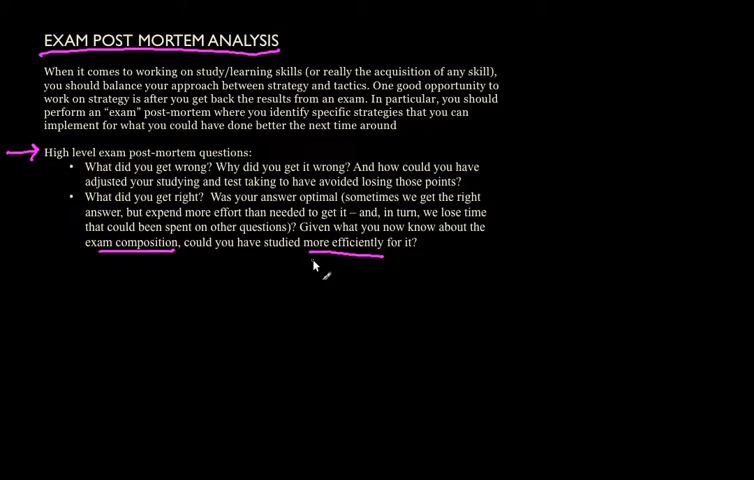 EXAM POST MORTEM ANALYSIS
When it comes to working on study/learning skills (or really the acquisition of any skill),
you should balance your approach between strategy and tactics. One good opportunity
to work on strategy is after you get back the results from an exam. In particular, you should
perform an “exam” post-mortem where you identify specific strategies that you can
implement for what you could have done better the next time around
High level exam post-mortem questions:
• What did you get wrong? Why did you get it wrong? And how could you have
adjusted your studying and test taking to have avoided losing those points?
• What did you get right? Was your answer optimal (sometimes we get the right
answer, but expend more effort than needed to get it – and, in turn, we lose time
that could been spent on other questions)? Given what you now know about the
exam composition, could you have studied more efficiently for it?